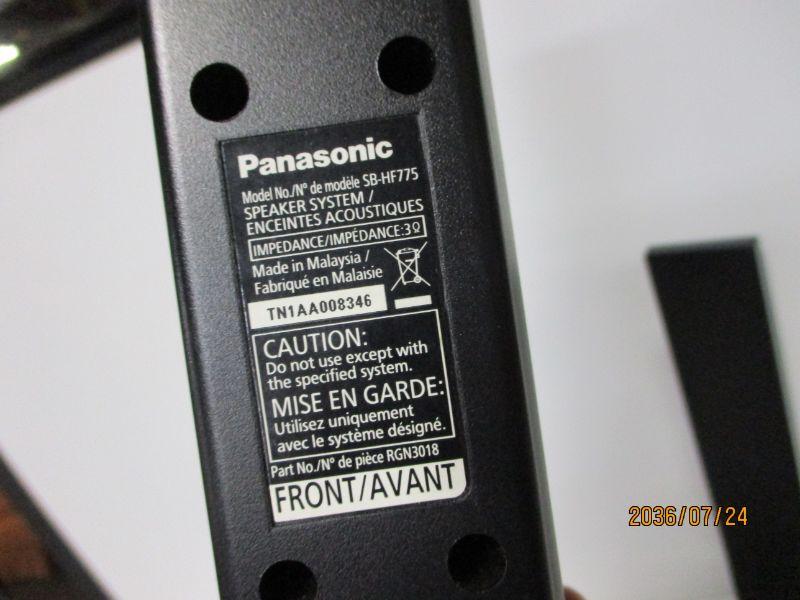 Panasonic
Model No./N° de modèle SB-HF775
SPEAKER SYSTEM /
ENCEINTES ACOUSTIQUES
IMPEDANCE/IMPÉDANCE:3Ω
Made in Malaysia /
Fabriqué en Malaisie
TN1AA008346
CAUTION:
Do not use except with
the specified system.
MISE EN GARDE:
Utilisez uniquement
avec le système désigné.
Part No./N° de pièce RGN3018
FRONT/AVANT
2036/07/24